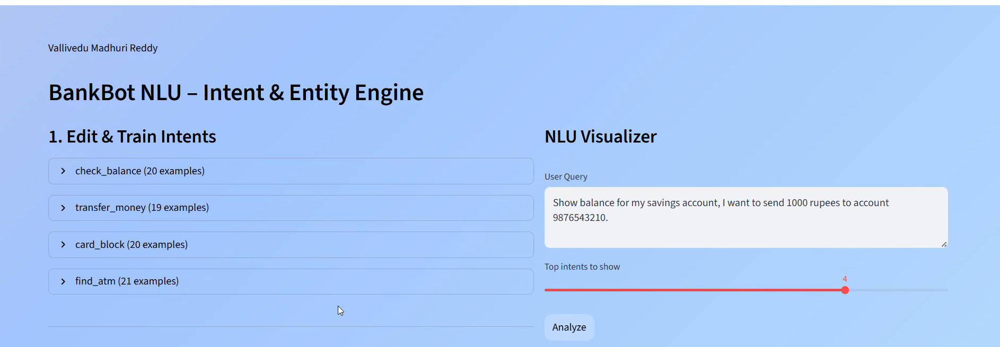 Vallivedu Madhuri Reddy
BankBot NLU – Intent & Entity Engine
1. Edit & Train Intents
check_balance (20 examples)
transfer_money (19 examples)
card_block (20 examples)
find_atm (21 examples)
NLU Visualizer
User Query
Show balance for my savings account, I want to send 1000 rupees to account
9876543210.
Top intents to show
4
Analyze